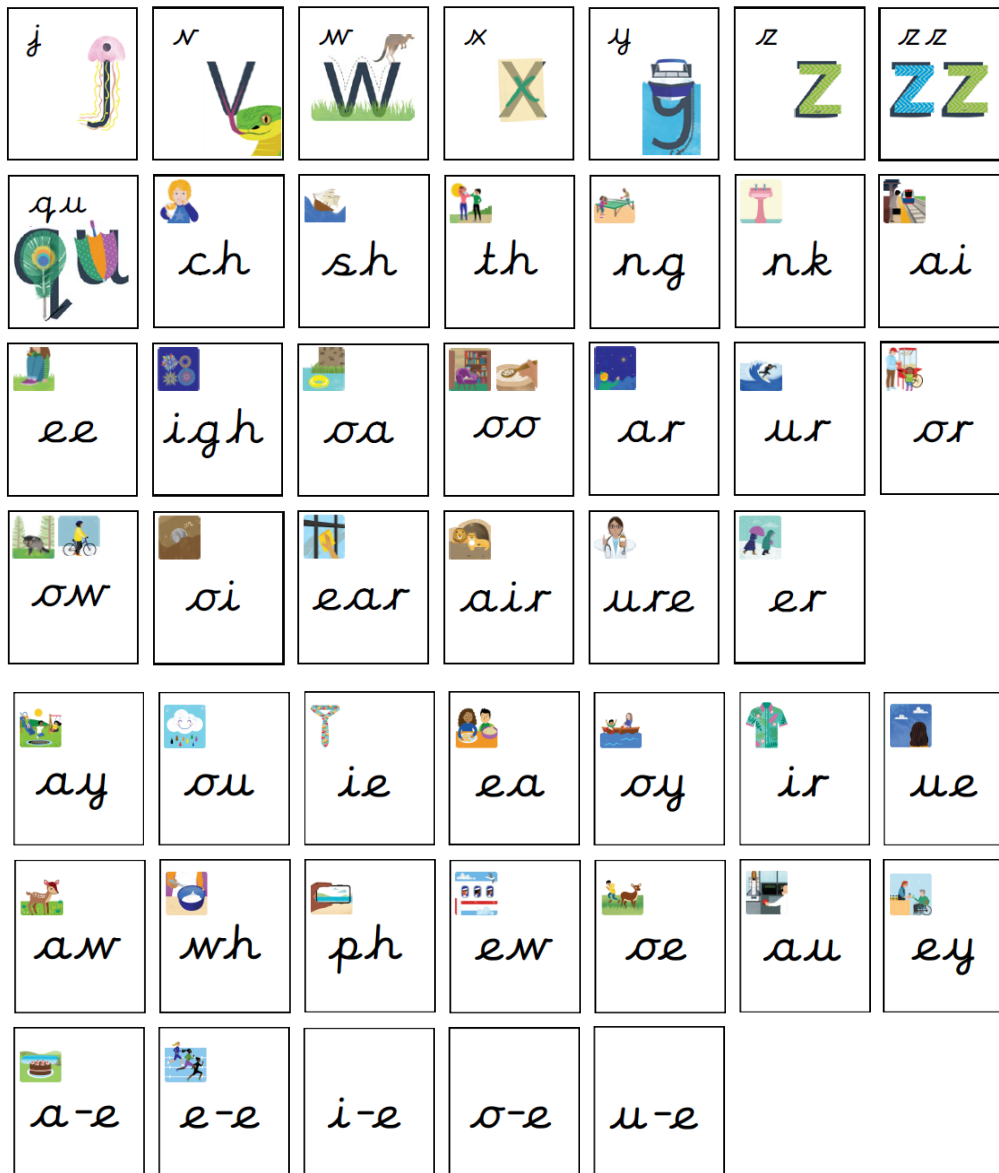 j v w x y z zz
qu ch sh th ng nk ai
ee igh oa oo ar ur or
ow oi ear air ure er
ay ou ie ea oy ir ue
aw wh ph ew oe au ey
a-e e-e i-e o-e u-e